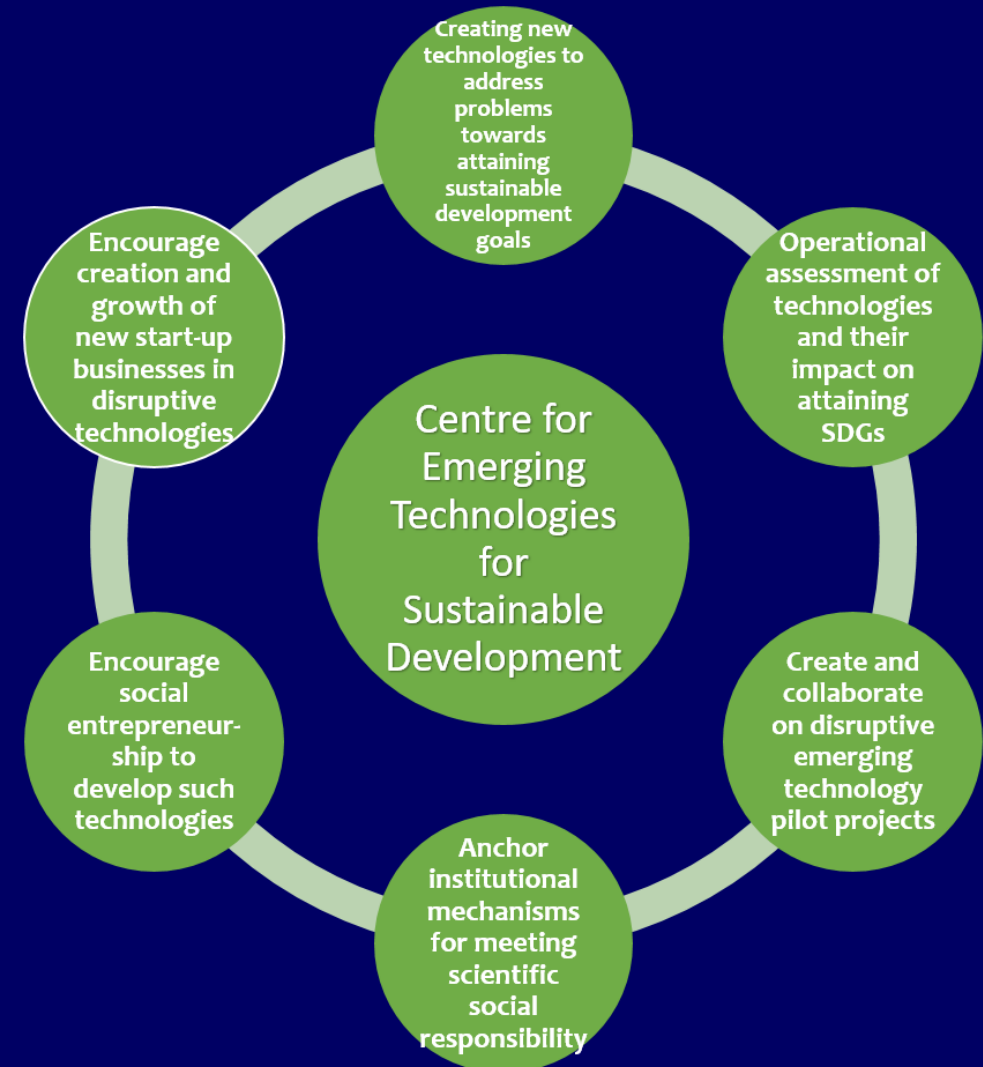 Creating new
technologies to
address
problems
towards
attaining
sustainable
development
goals
Operational
assessment of
technologies
and their
impact on
attaining
SDGs
Create and
collaborate
on disruptive
emerging
technology
pilot projects
Anchor
institutional
mechanisms
for meeting
scientific
social
responsibility
Encourage
social
entrepreneur-
ship to
develop such
technologies
Encourage
creation and
growth of
new start-up
businesses in
disruptive
technologies
Centre for
Emerging
Technologies
for
Sustainable
Development